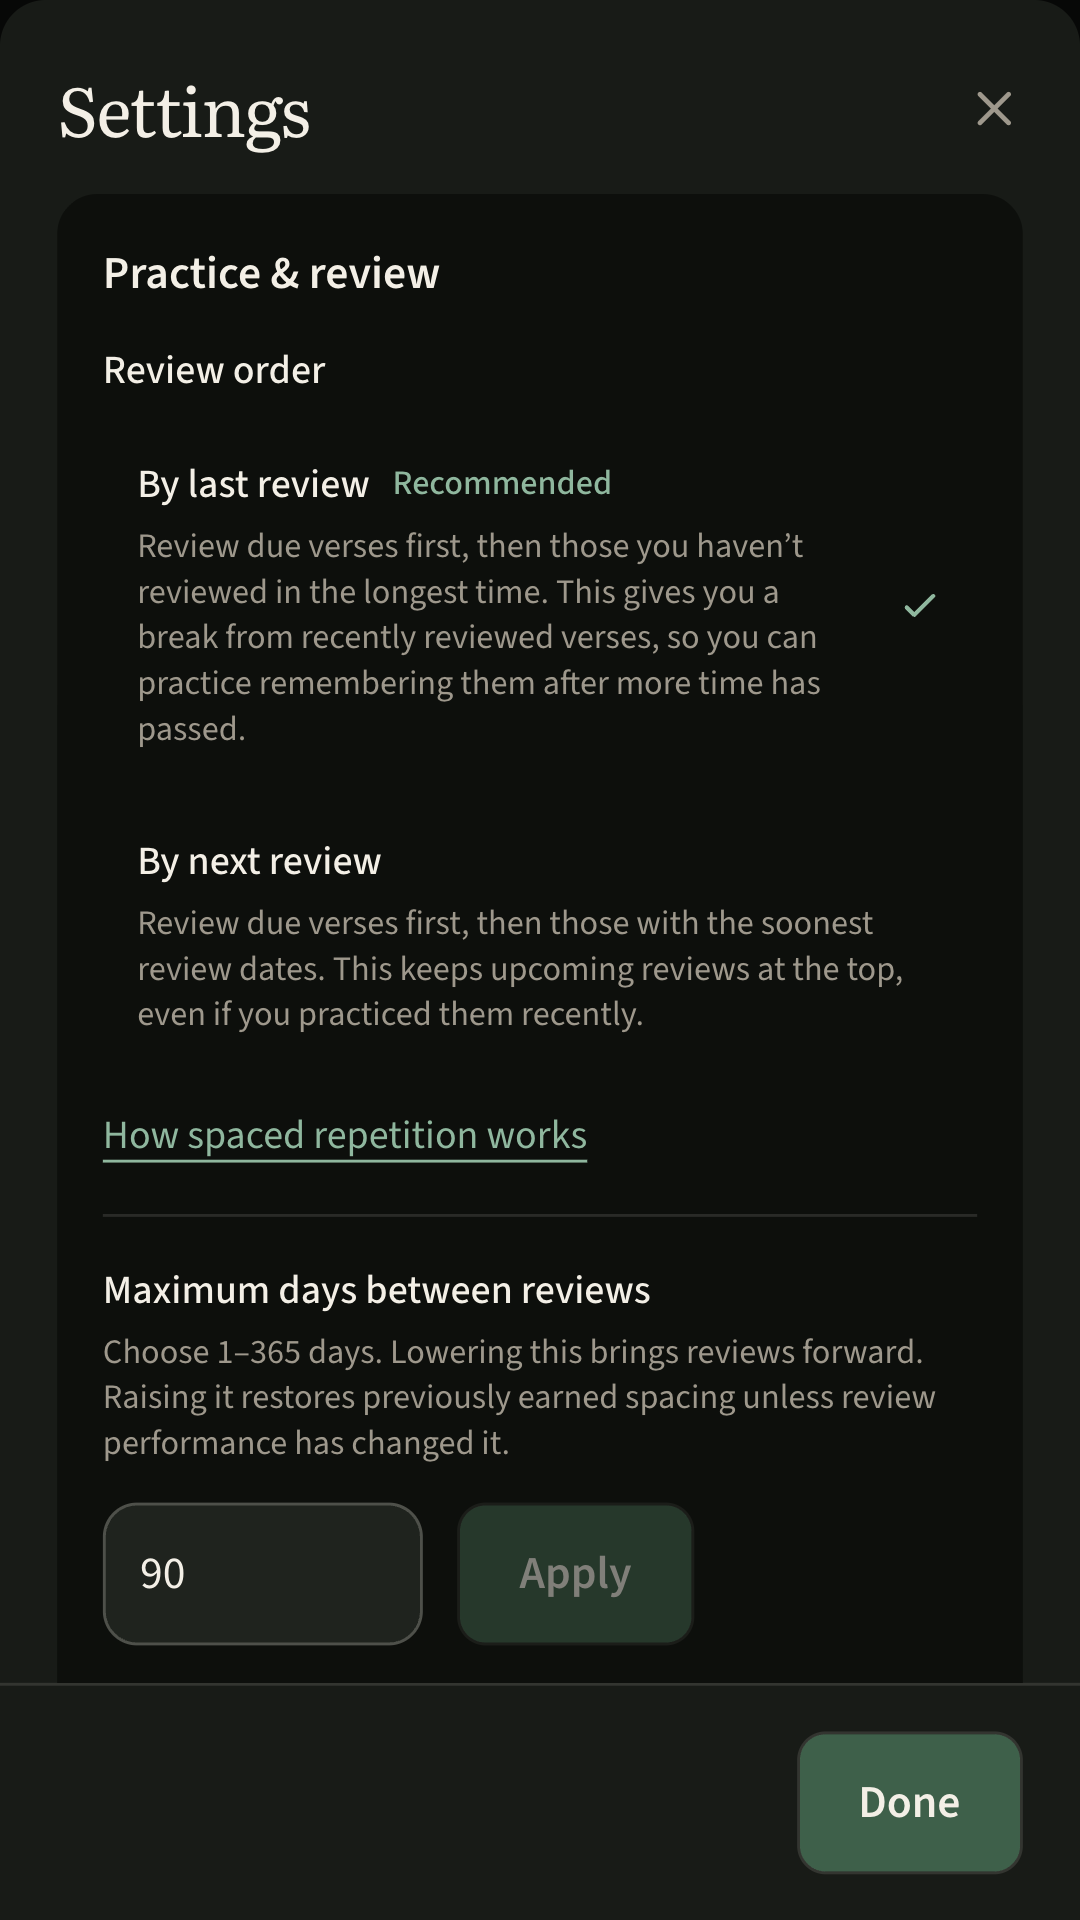 Settings
Practice & review
Review order
By last review Recommended
Review due verses first, then those you haven’t
reviewed in the longest time. This gives you a
break from recently reviewed verses, so you can
practice remembering them after more time has
passed.
By next review
Review due verses first, then those with the soonest
review dates. This keeps upcoming reviews at the top,
even if you practiced them recently.
How spaced repetition works
Maximum days between reviews
Choose 1–365 days. Lowering this brings reviews forward.
Raising it restores previously earned spacing unless review
performance has changed it.
90 Apply
Done